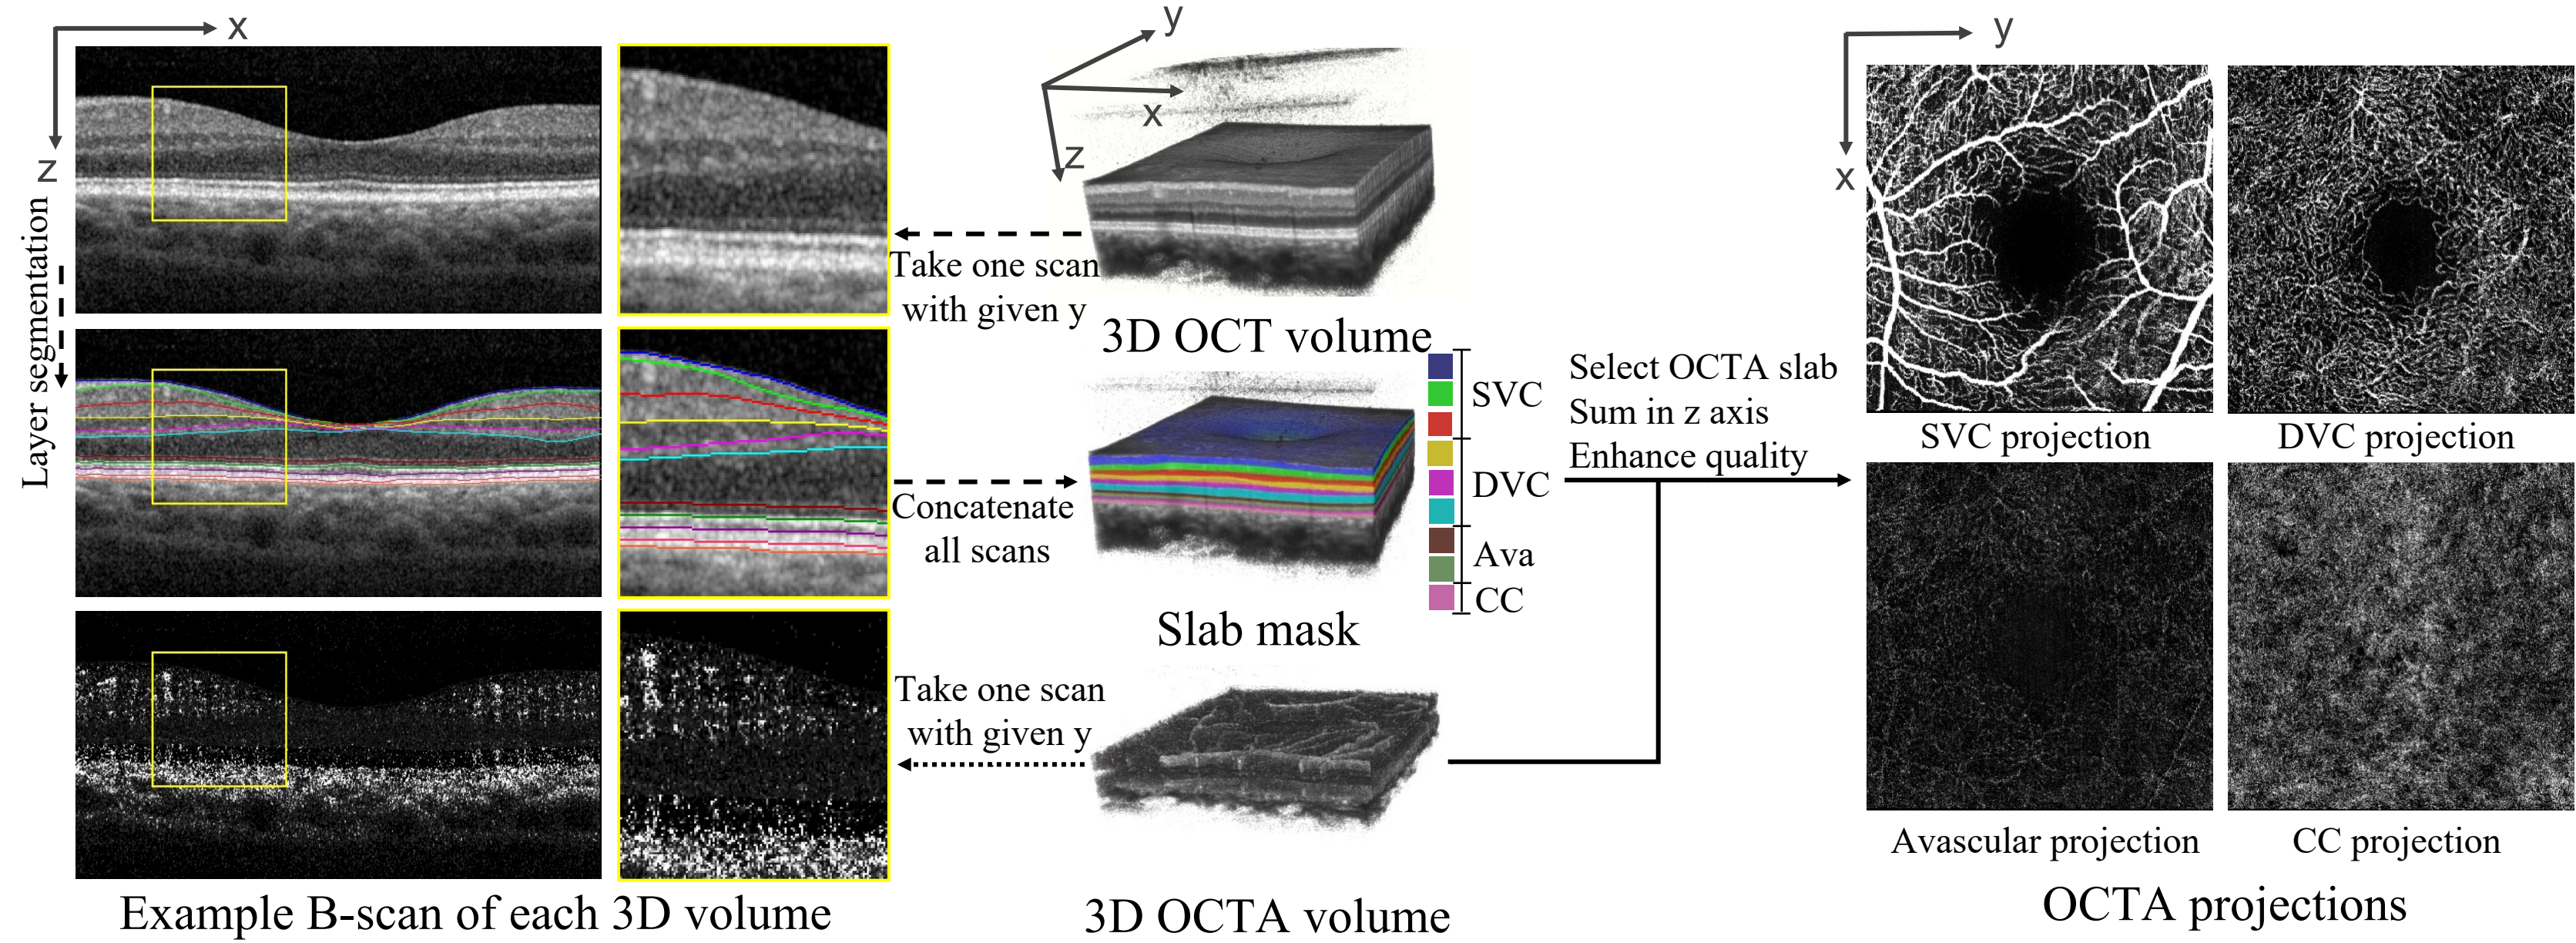 x
z
Layer segmentation
y
x
z
Take one scan
with given y
3D OCT volume
Concatenate
all scans
Slab mask
SVC
DVC
Ava
CC
Take one scan
with given y
Example B-scan of each 3D volume
3D OCTA volume
Select OCTA slab
Sum in z axis
Enhance quality
y
x
SVC projection
DVC projection
Avascular projection
CC projection
OCTA projections